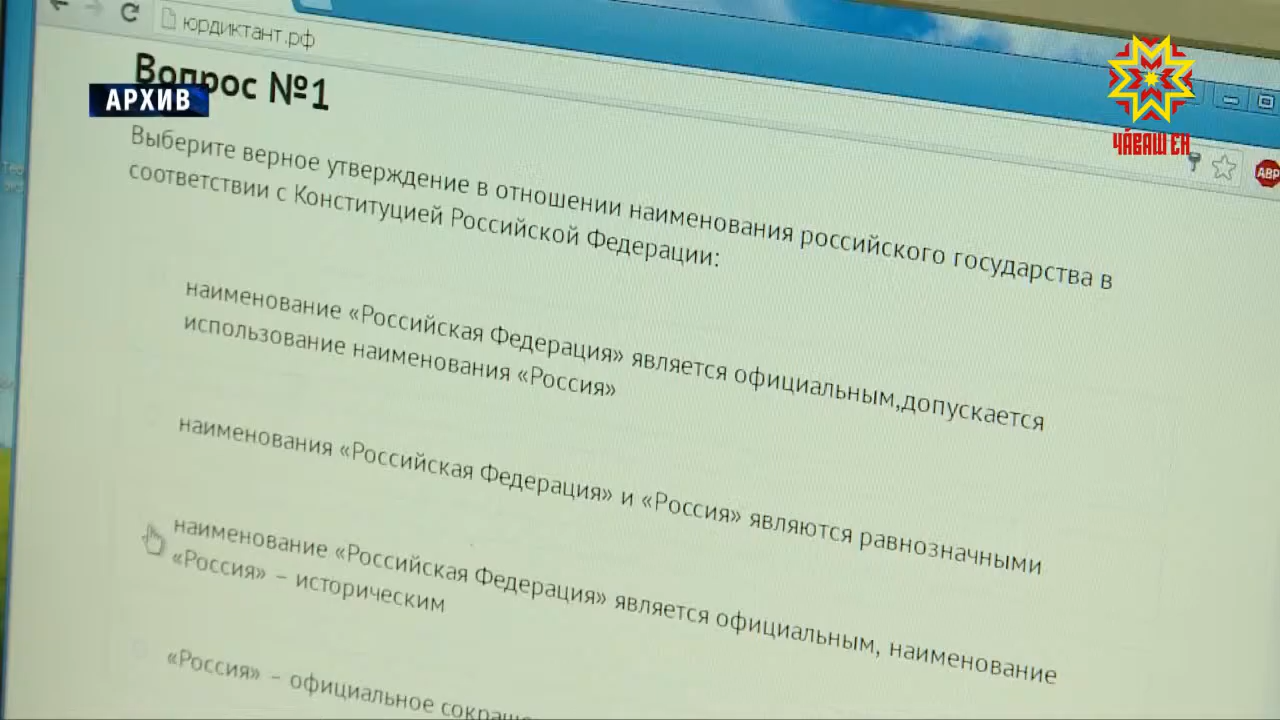 юрдиктант.рф
Вопрос №1
АРХИВ
ЧӐВАШ ЕН
ABP
Выберите верное утверждение в отношении наименования российского государства в
соответствии с Конституцией Российской Федерации:
наименование «Российская Федерация» является официальным,допускается
использование наименования «Россия»
наименования «Российская Федерация» и «Россия» являются равнозначными
наименование «Российская Федерация» является официальным, наименование
«Россия» – историческим
«Россия» – официальное